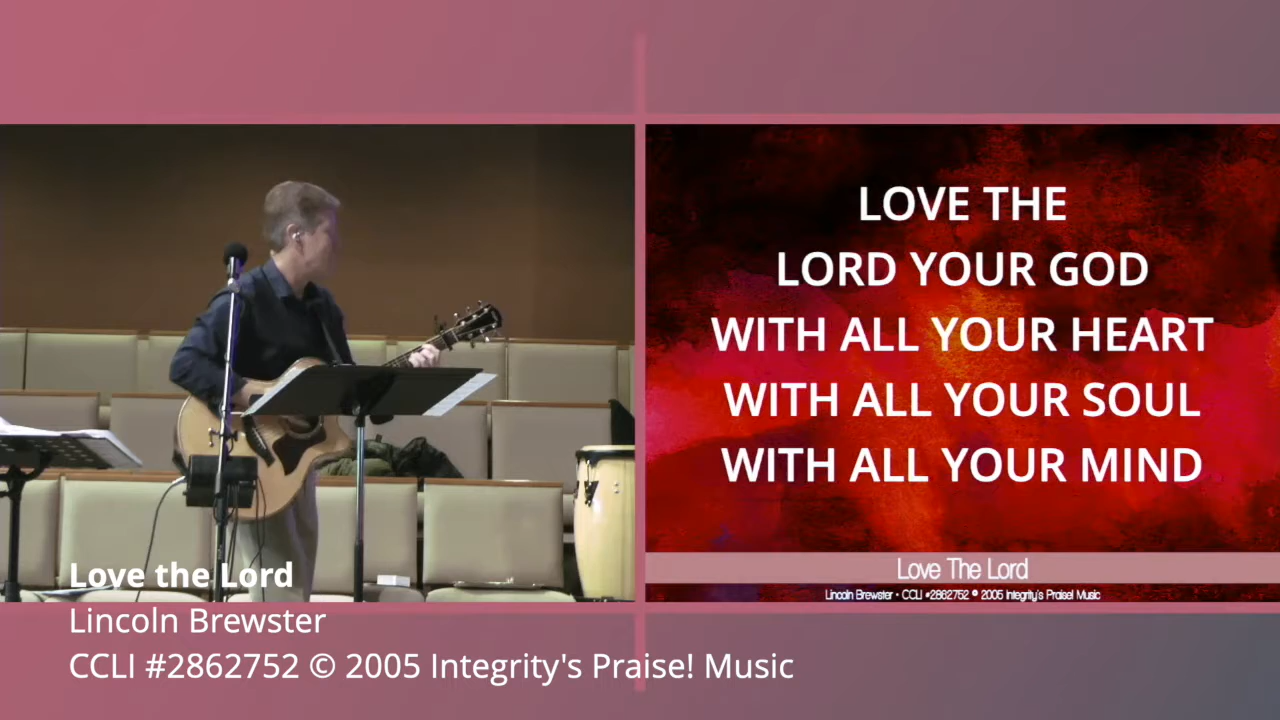 LOVE THE
LORD YOUR GOD
WITH ALL YOUR HEART
WITH ALL YOUR SOUL
WITH ALL YOUR MIND
Love The Lord
Lincoln Brewster • CCLI #2862752 © 2005 Integrity's Praise! Music
Love the Lord
Lincoln Brewster
CCLI #2862752 © 2005 Integrity's Praise! Music